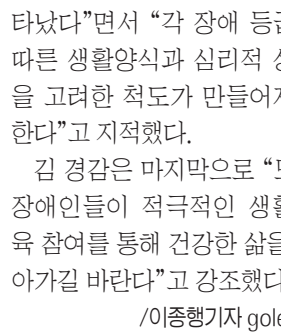 타났다”면서 “각 장애 등급
따른 생활양식과 심리적
을 고려한 척도가 만들어
한다”고 지적했다.
김 경감은 마지막으로
장애인들이 적극적인 생활
육 참여를 통해 건강한 삶을
아가길 바란다”고 강조했다
/이종행기자 gole